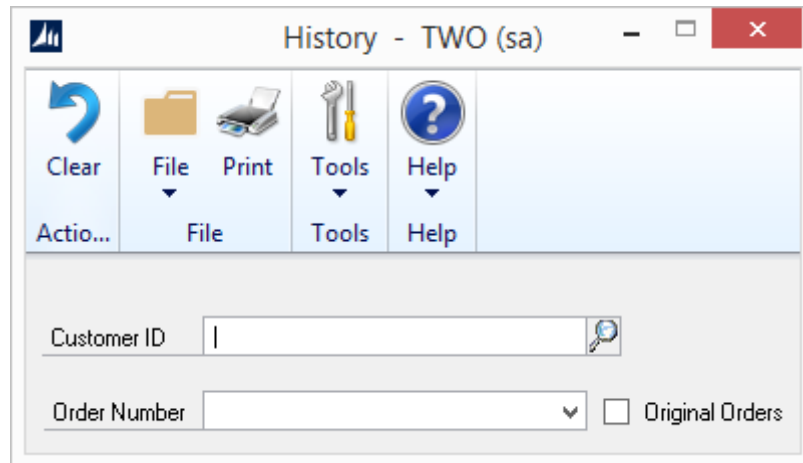 History - TWO (sa)
Clear File Print Tools Help
Actio... File Tools Help
Customer ID
Order Number Original Orders